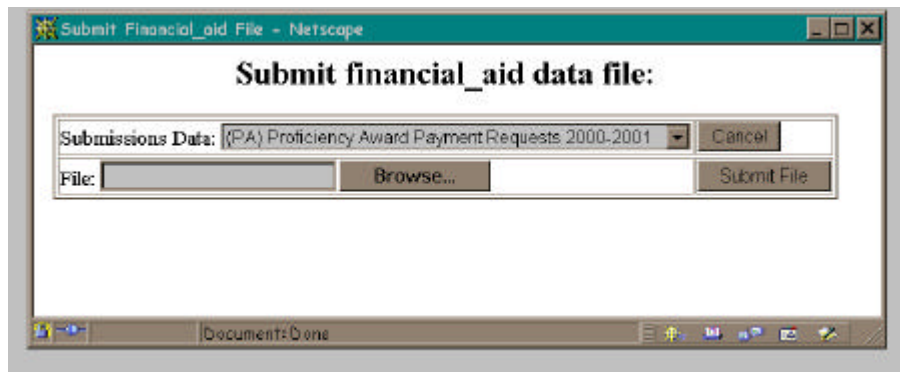 Submit Financial_aid File - Netscape
Submit financial_aid data file:
Submissions Data: (PA) Proficiency Award Payment Requests 2000-2001 Cancel
File: Browse... Submit File
Document: Done